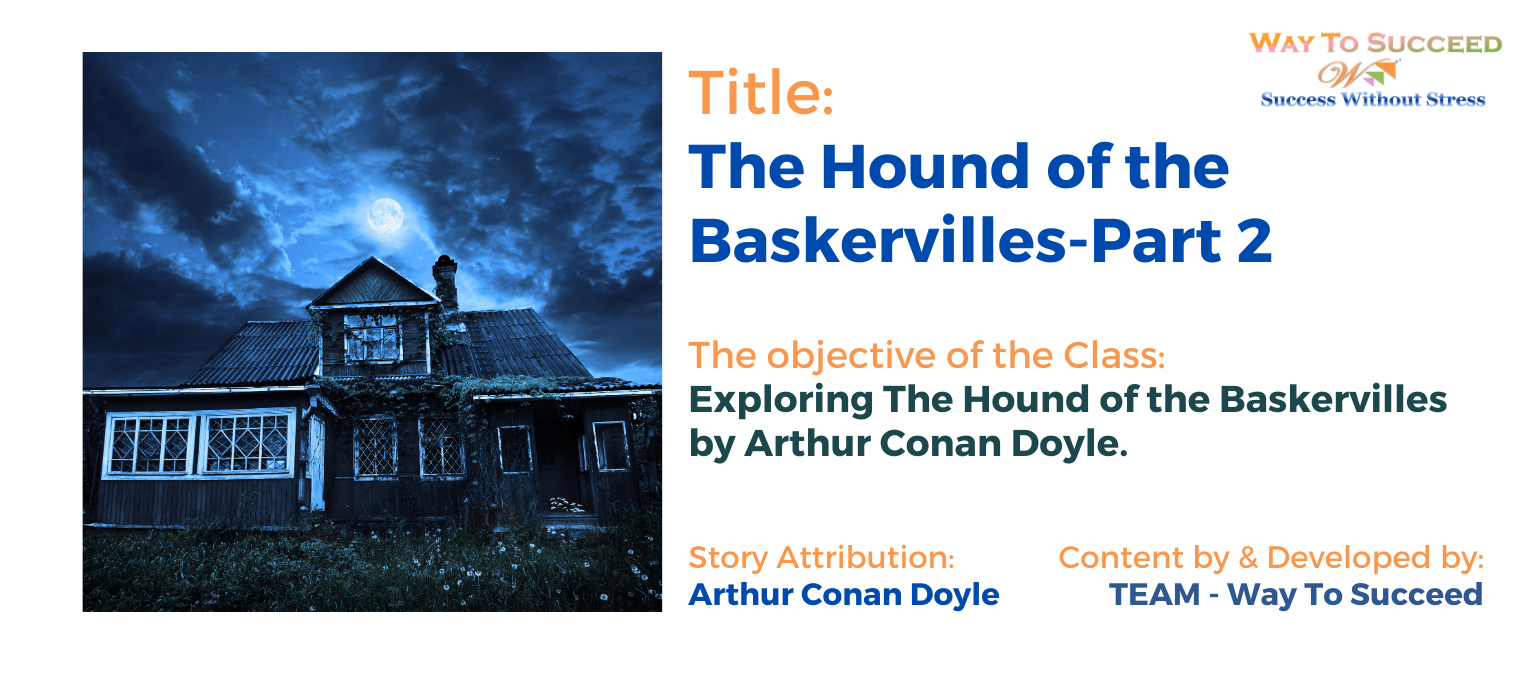 WAY TO SUCCEED
W
Success Without Stress
Title:
The Hound of the
Baskervilles-Part 2
The objective of the Class:
Exploring The Hound of the Baskervilles
by Arthur Conan Doyle.
Story Attribution:
Arthur Conan Doyle
Content by & Developed by:
TEAM - Way To Succeed